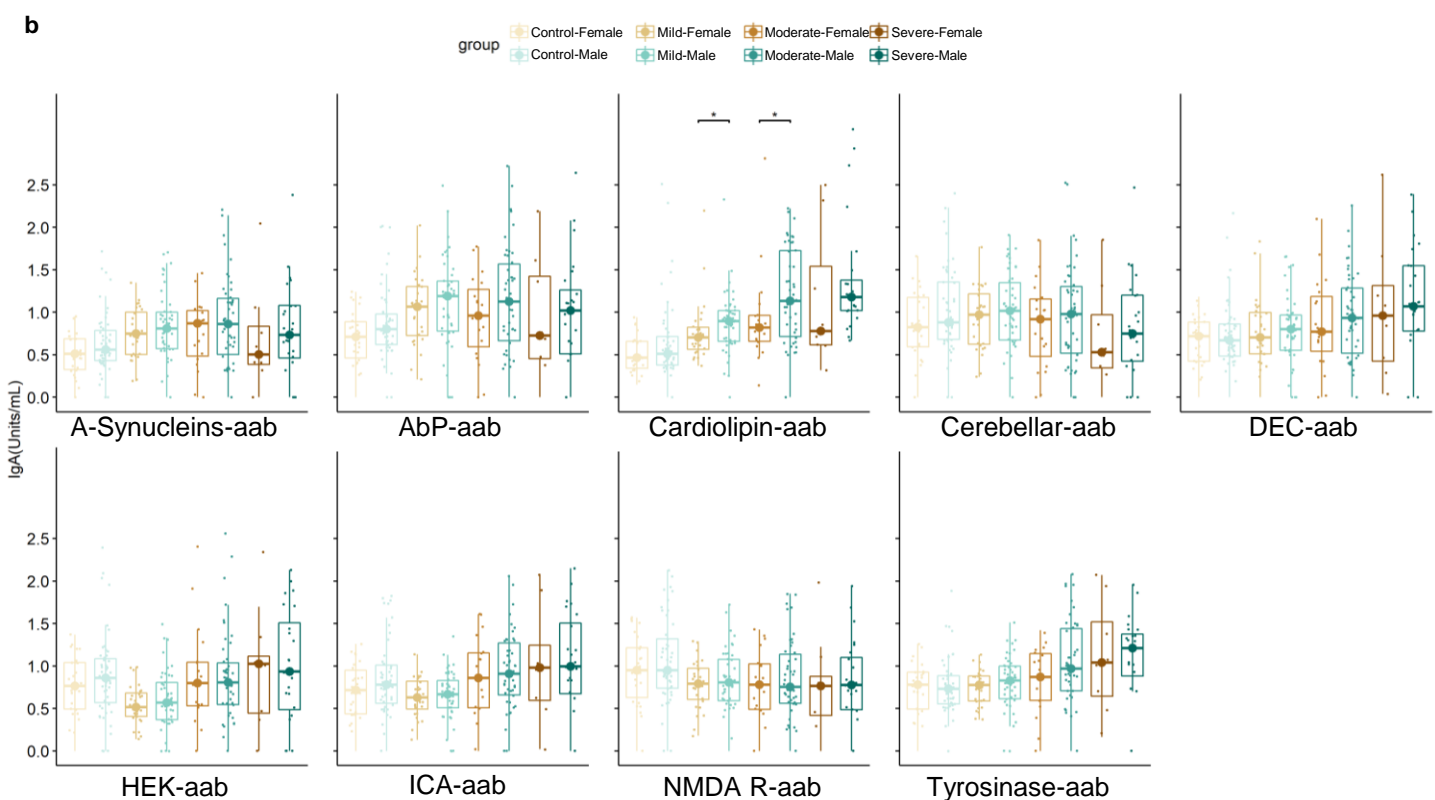 b
group Control-Female Mild-Female Moderate-Female Severe-Female
Control-Male Mild-Male Moderate-Male Severe-Male
* *
2.5
2.0
1.5
1.0
0.5
0.0
A-Synucleins-aab AbP-aab Cardiolipin-aab Cerebellar-aab DEC-aab
IgA(Units/mL)
2.5
2.0
1.5
1.0
0.5
0.0
HEK-aab ICA-aab NMDA R-aab Tyrosinase-aab